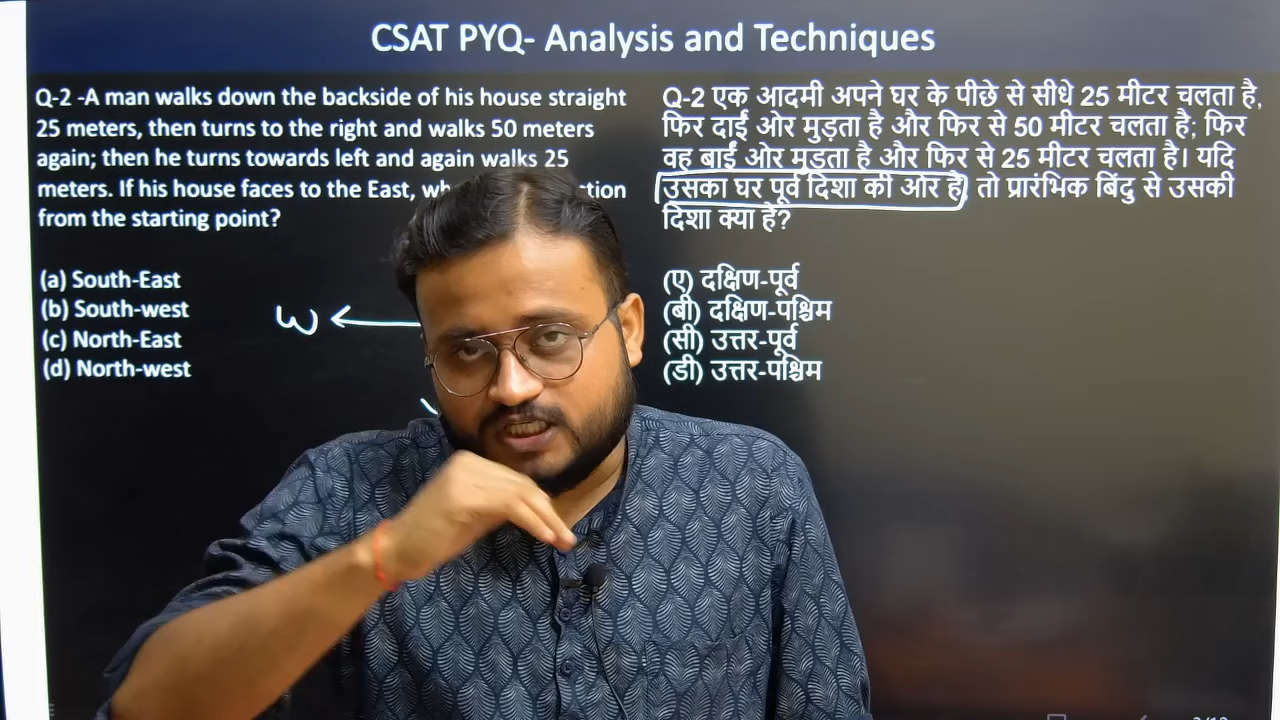 CSAT PYQ- Analysis and Techniques
Q-2 -A man walks down the backside of his house straight
25 meters, then turns to the right and walks 50 meters
again; then he turns towards left and again walks 25
meters. If his house faces to the East, wh
from the starting point?
(a) South-East
(b) South-west
(c) North-East
(d) North-west
W
Q-2 एक आदमी अपने घर के पीछे से सीधे 25 मीटर चलता है,
फिर दाईं ओर मुड़ता है और फिर से 50 मीटर चलता है; फिर
वह बाईं ओर मुड़ता है और फिर से 25 मीटर चलता है। यदि
उसका घर पूर्व दिशा की ओर है, तो प्रारंभिक बिंदु से उसकी
दिशा क्या है?
(ए) दक्षिण-पूर्व
(बी) दक्षिण-पश्चिम
(सी) उत्तर-पूर्व
(डी) उत्तर-पश्चिम